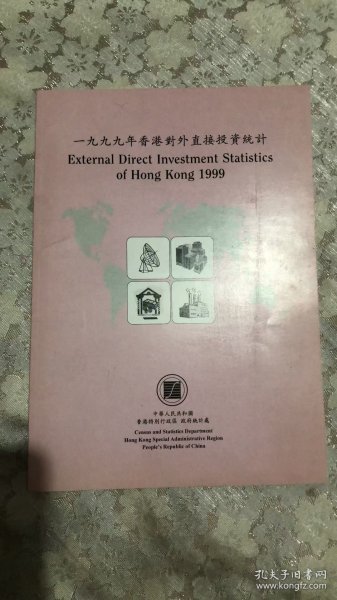 一九九九年香港對外直接投資統計
External Direct Investment Statistics
of Hong Kong 1999
中華人民共和國
香港特別行政區 政府統計處
Census and Statistics Department
Hong Kong Special Administrative Region
People's Republic of China
孔夫子旧书网
www.kongfz.com